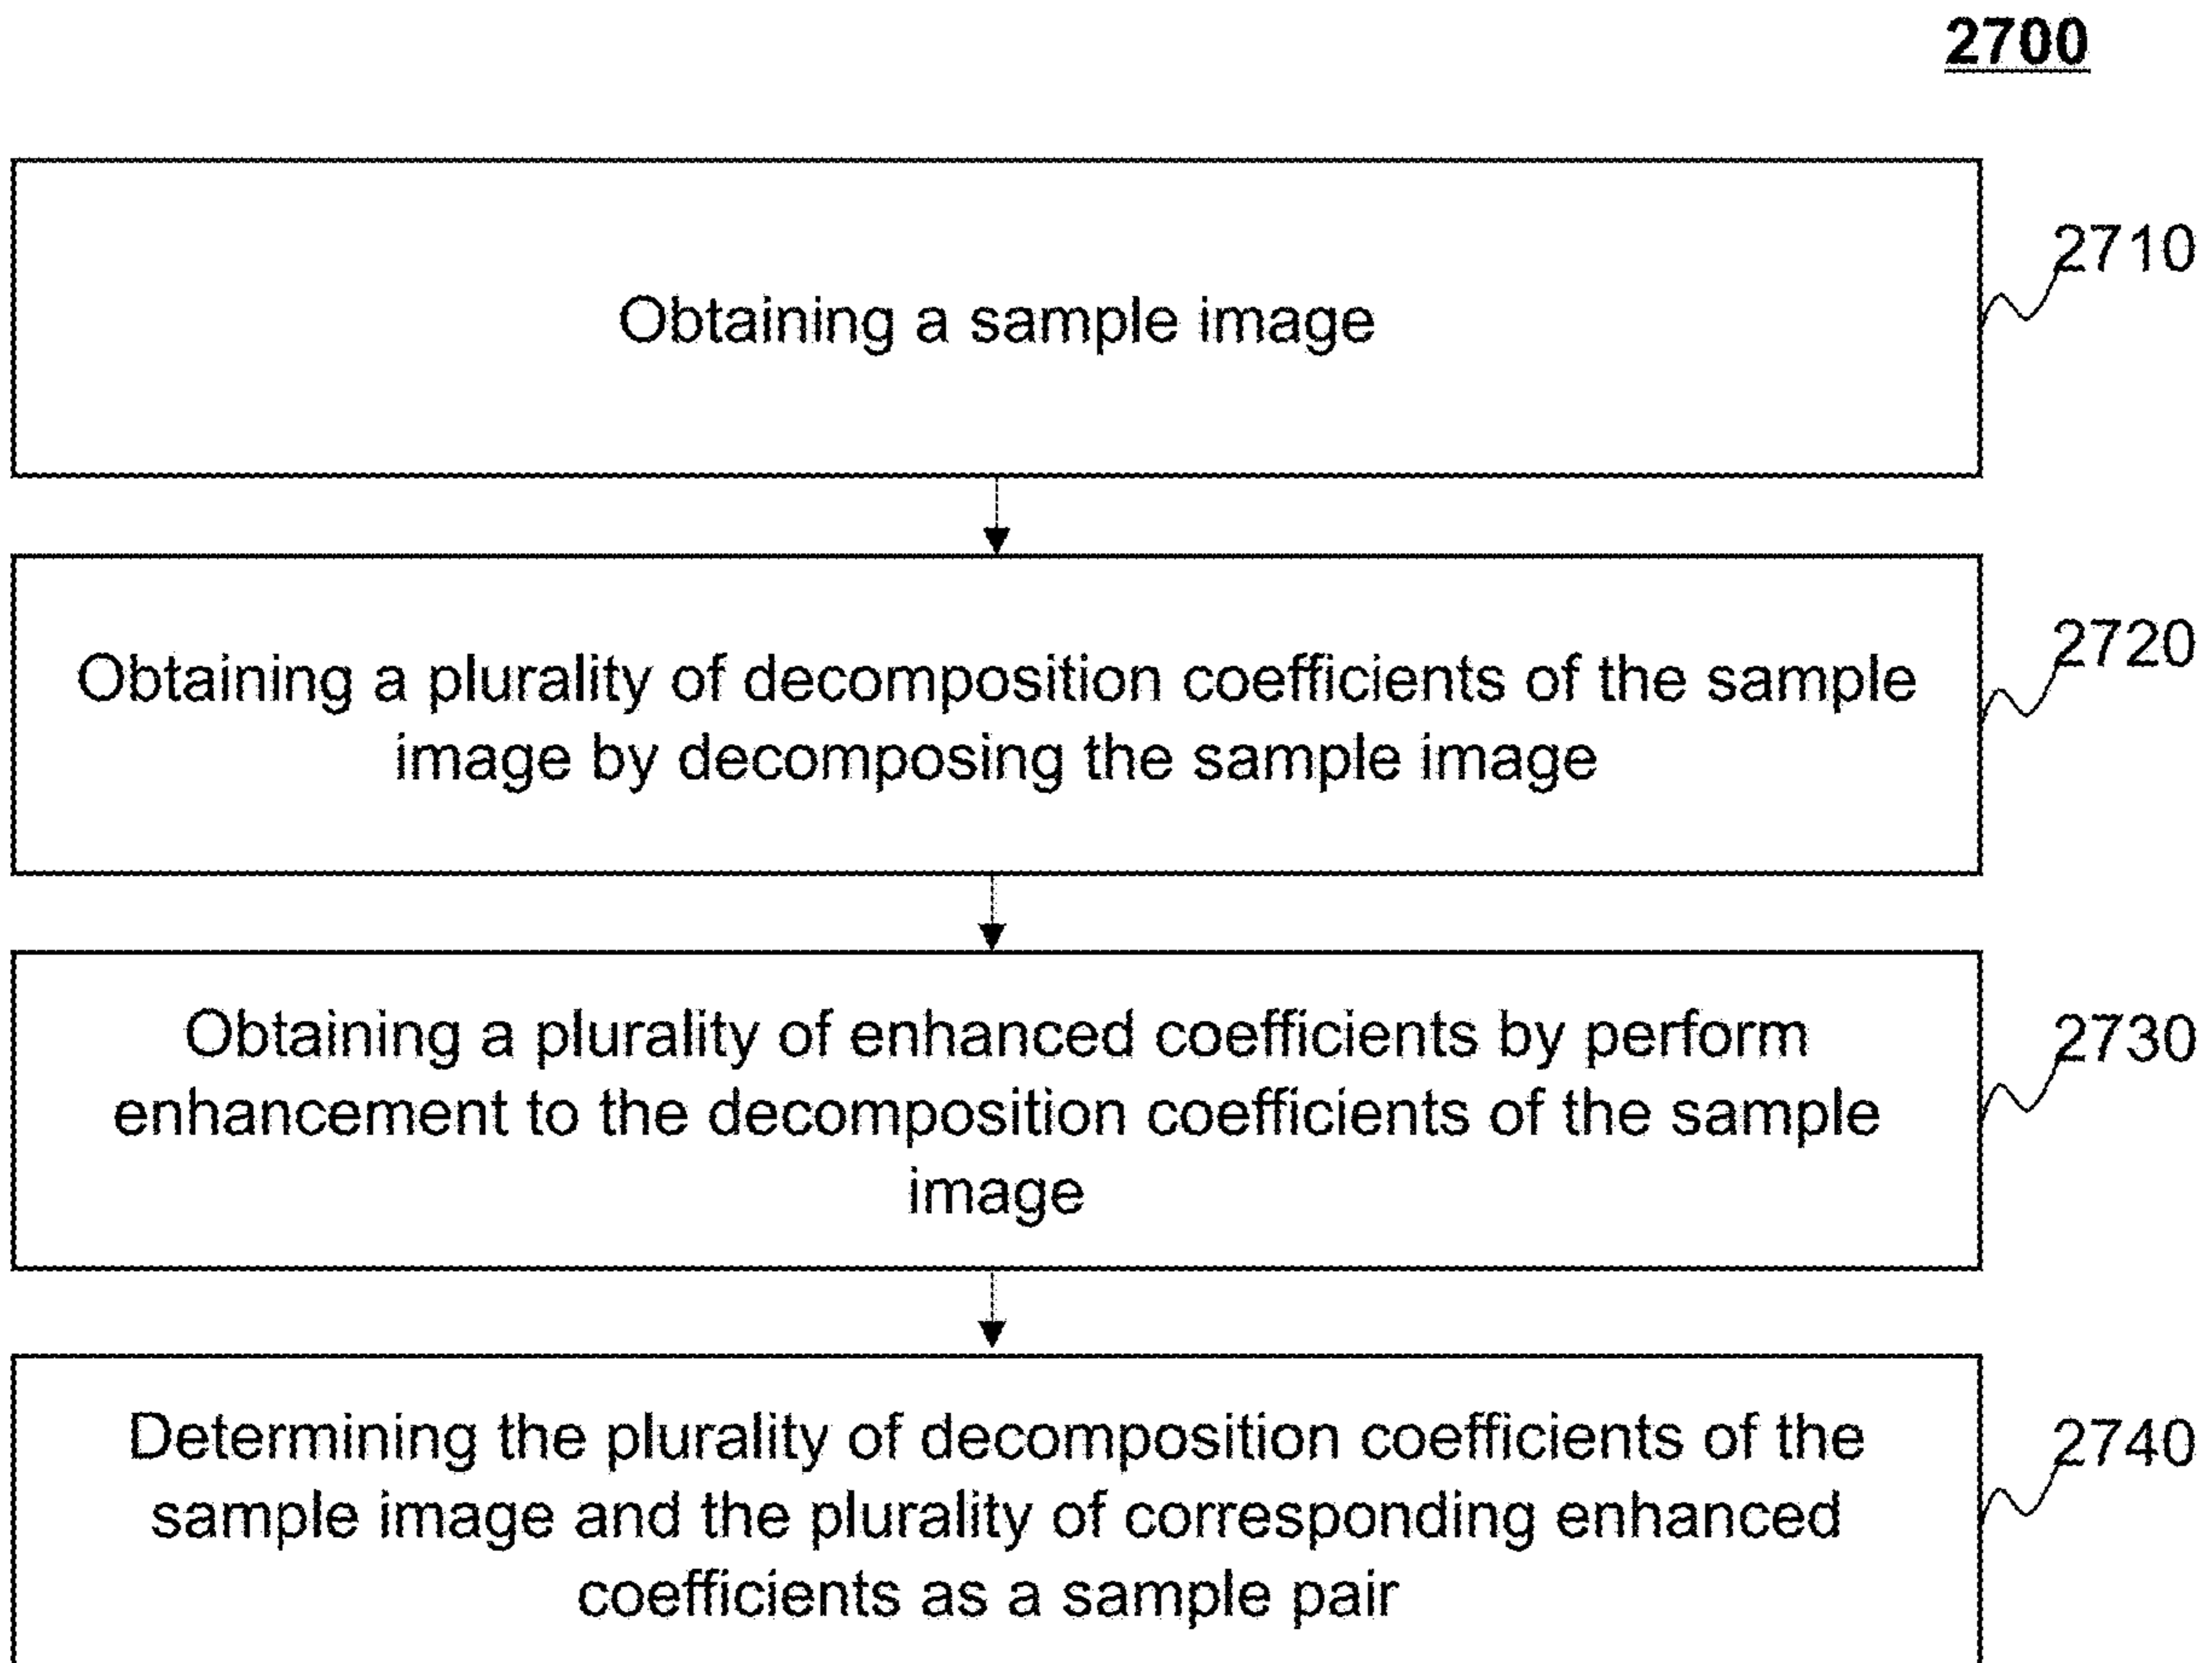 2700
Obtaining a sample image
2710
Obtaining a plurality of decomposition coefficients of the sample
image by decomposing the sample image
2720
Obtaining a plurality of enhanced coefficients by perform
enhancement to the decomposition coefficients of the sample
image
2730
Determining the plurality of decomposition coefficients of the
sample image and the plurality of corresponding enhanced
coefficients as a sample pair
2740